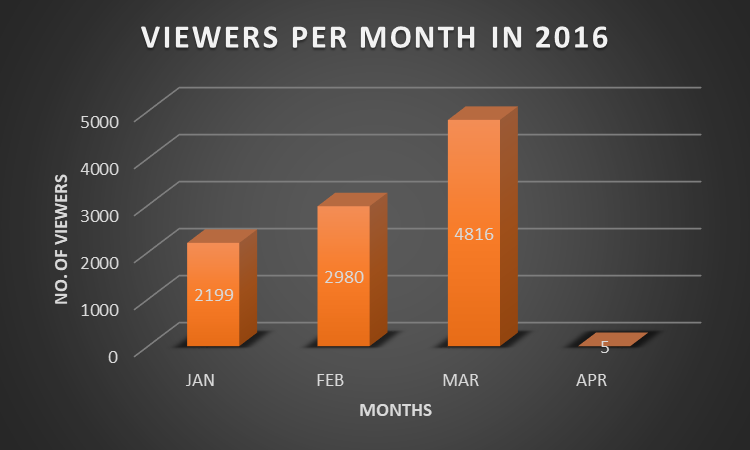 VIEWERS PER MONTH IN 2016
5000
4000
3000
2000
1000
0
NO. OF VIEWERS
2199
2980
4816
5
JAN FEB MAR APR
MONTHS